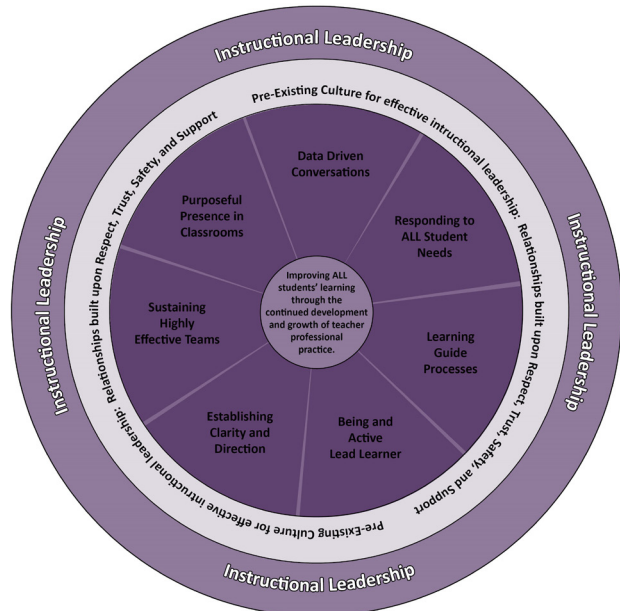 Instructional Leadership
Pre-Existing Culture for effective intructional leadership: Relationships built upon Respect, Trust, Safety, and Support
Data Driven
Conversations
Responding to
ALL Student
Needs
Learning
Guide
Processes
Being and
Active
Lead Learner
Establishing
Clarity and
Direction
Sustaining
Highly
Effective Teams
Purposeful
Presence in
Classrooms
Improving ALL
students' learning
through the
continued development
and growth of teacher
professional
practice.
Instructional Leadership
Instructional Leadership
Pre-Existing Culture for effective intructional leadership: Relationships built upon Respect, Trust, Safety, and Support
Instructional Leadership